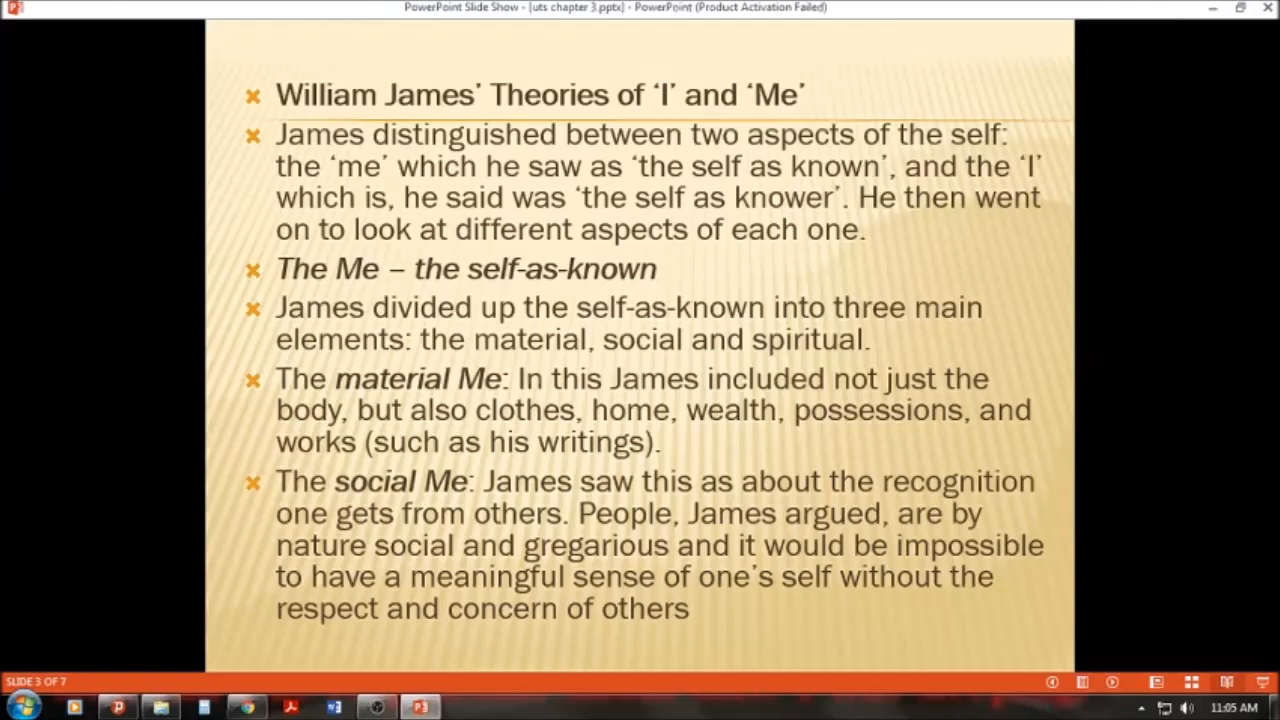 PowerPoint Slide Show - [uts chapter 3.pptx] - PowerPoint (Product Activation Failed)
William James’ Theories of ‘I’ and ‘Me’
James distinguished between two aspects of the self:
the ‘me’ which he saw as ‘the self as known’, and the ‘I’
which is, he said was ‘the self as knower’. He then went
on to look at different aspects of each one.
The Me – the self-as-known
James divided up the self-as-known into three main
elements: the material, social and spiritual.
The material Me: In this James included not just the
body, but also clothes, home, wealth, possessions, and
works (such as his writings).
The social Me: James saw this as about the recognition
one gets from others. People, James argued, are by
nature social and gregarious and it would be impossible
to have a meaningful sense of one’s self without the
respect and concern of others
SLIDE 3 OF 7
11:05 AM